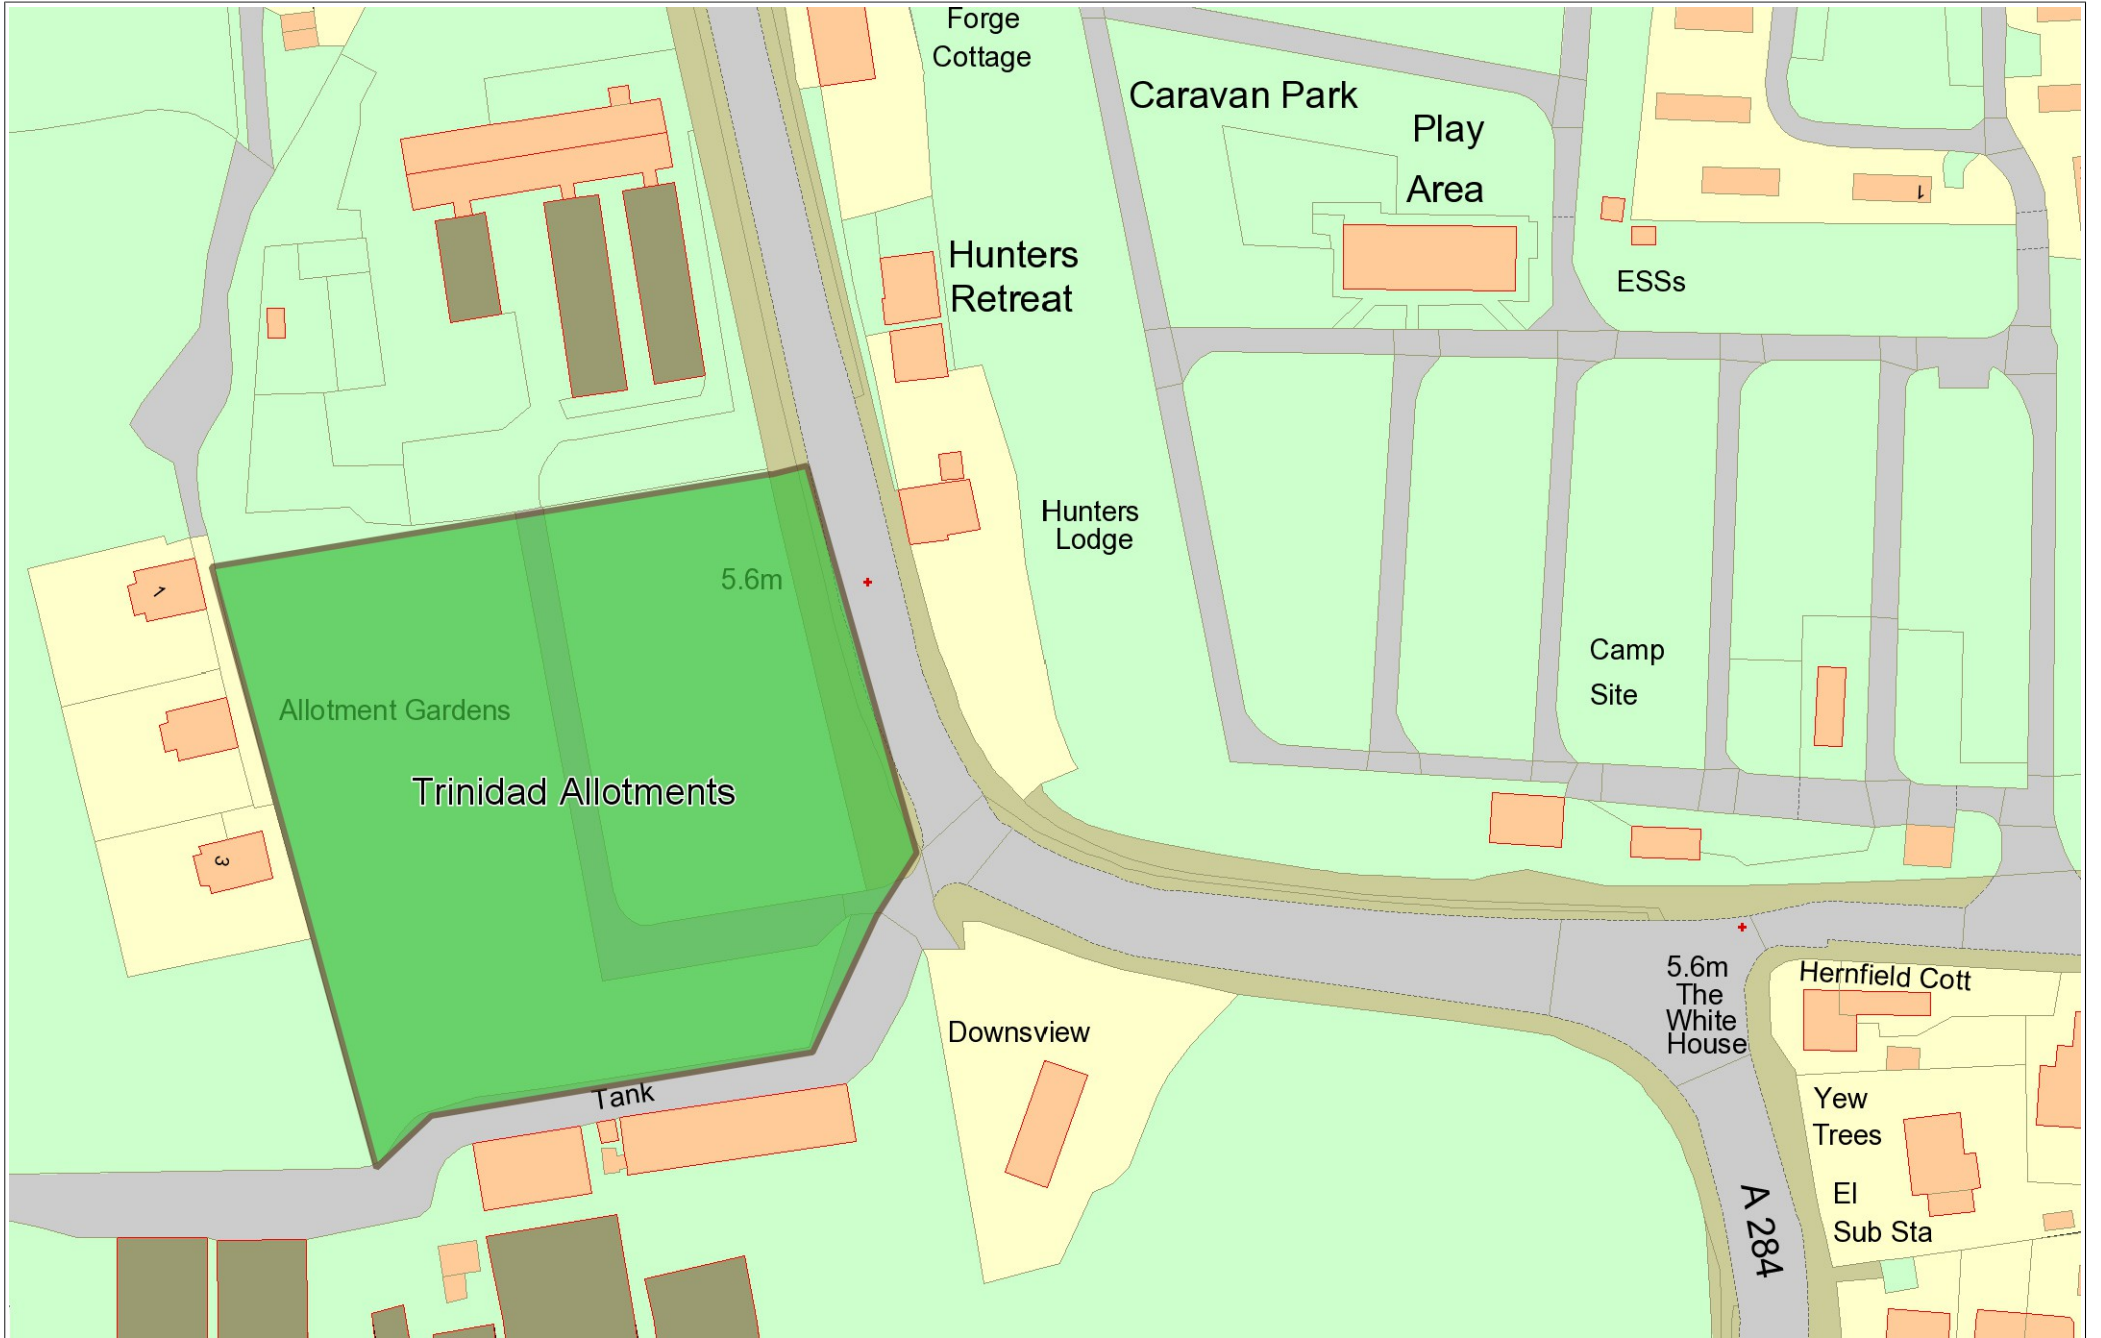 Forge
Cottage
Caravan Park
Play
Area
1
Hunters
Retreat
ESSs
Hunters
Lodge
5.6m
1
Camp
Site
Allotment Gardens
Trinidad Allotments
3
5.6m
The
White
House
Hernfield Cott
Downsview
Tank
Yew
Trees
El
Sub Sta
A 284